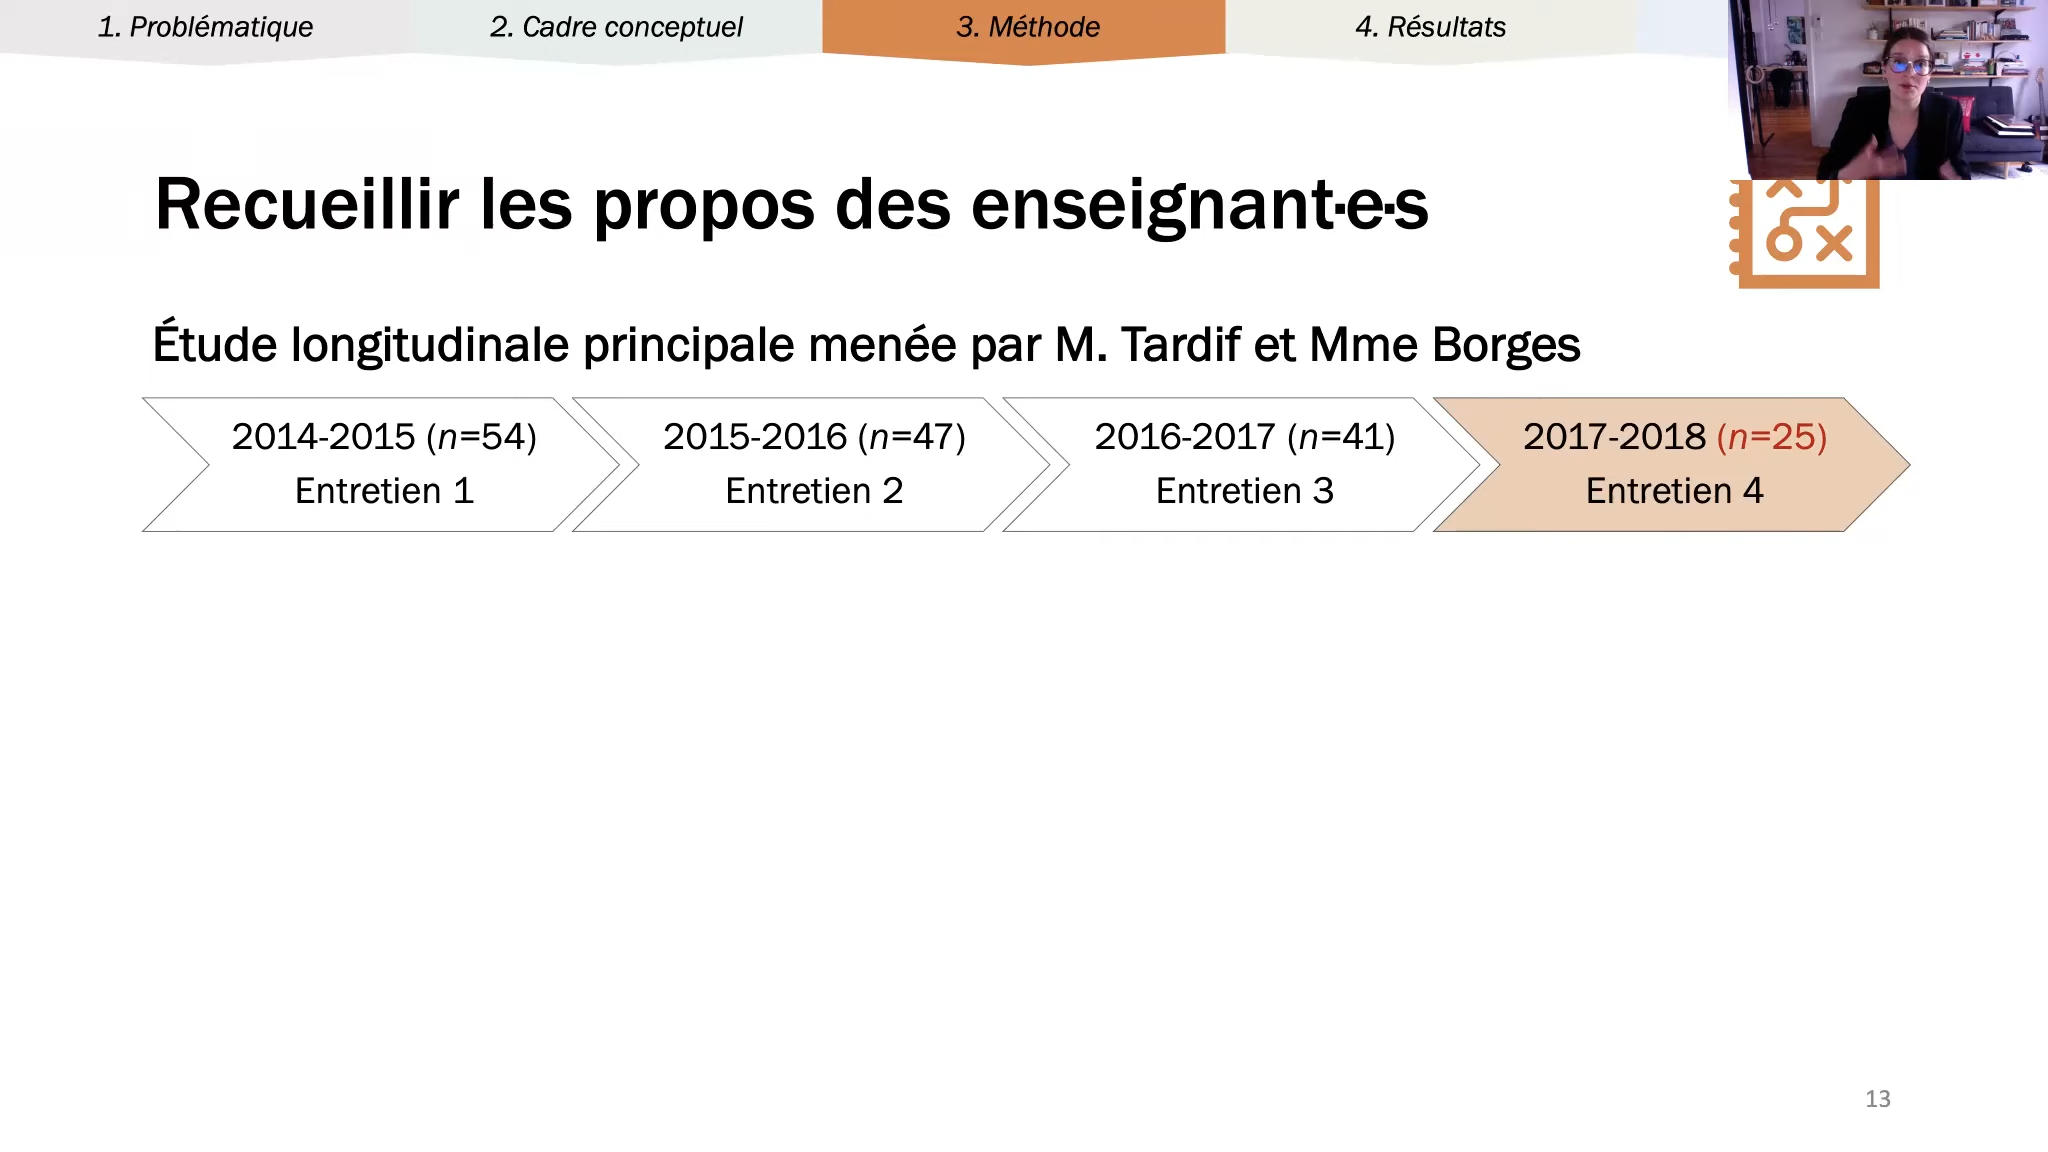 1. Problématique
2. Cadre conceptuel
3. Méthode
4. Résultats
Recueillir les propos des enseignant·e·s
Étude longitudinale principale menée par M. Tardif et Mme Borges
2014-2015 (n=54)
Entretien 1
2015-2016 (n=47)
Entretien 2
2016-2017 (n=41)
Entretien 3
2017-2018 (n=25)
Entretien 4
13